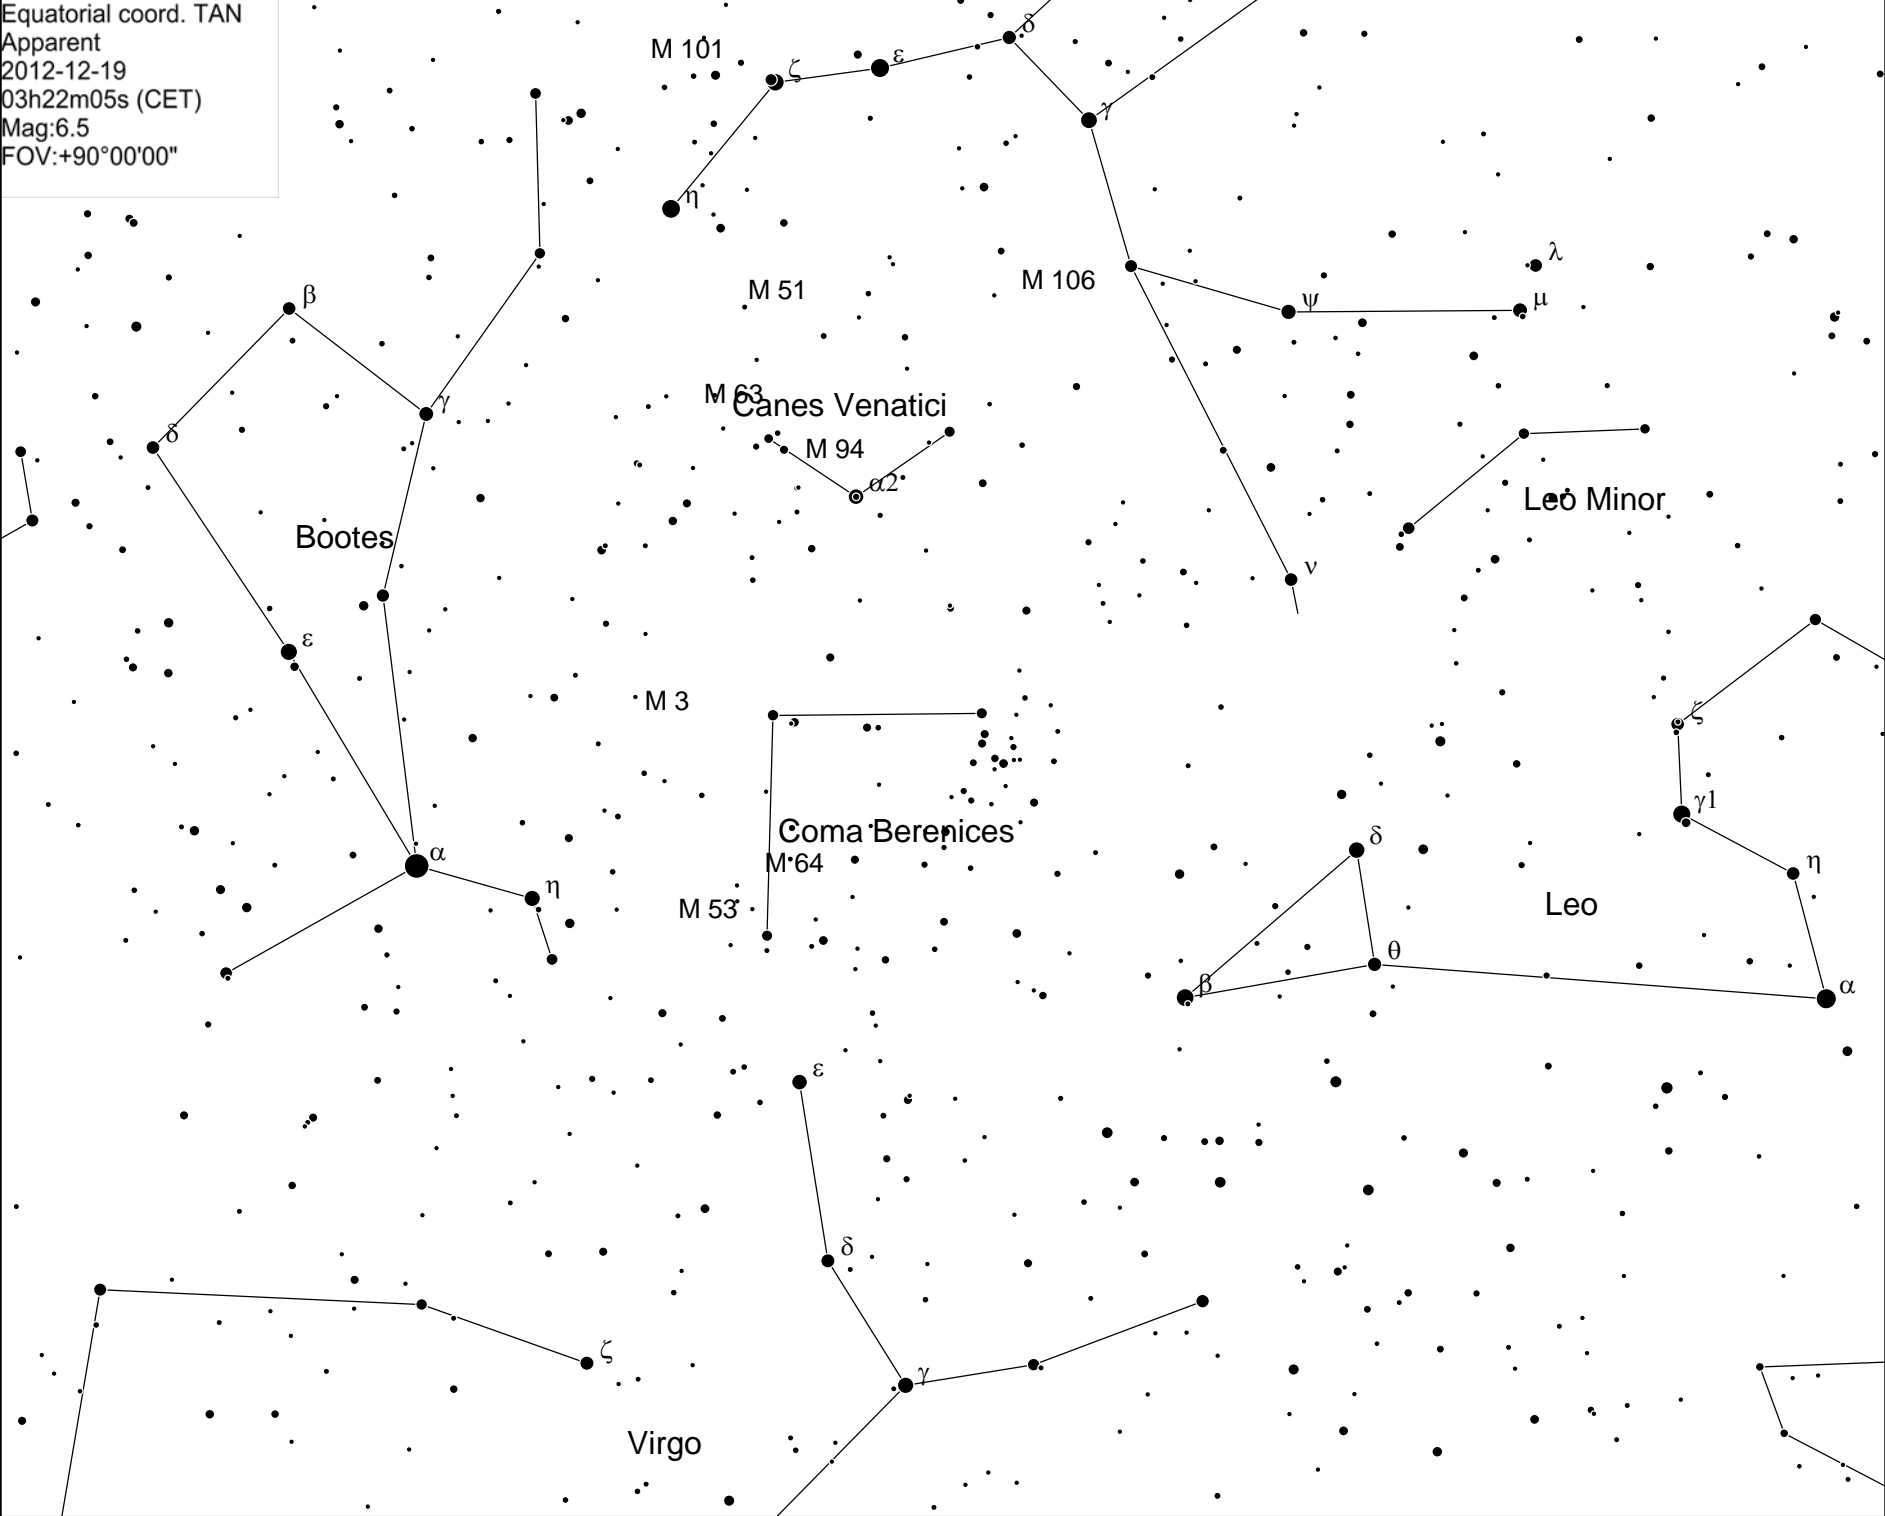 Equatorial coord. TAN
Apparent
2012-12-19
03h22m05s (CET)
Mag:6.5
FOV:+90°00'00"
δ
M 101
ζ
ε
γ
η
λ
M 51
M 106
β
ψ
μ
M 63
Canes Venatici
γ
δ
M 94
α2
Leo Minor
Bootes
ν
ε
M 3
ζ
γ1
Coma Berenices
δ
α
M 64
η
η
M 53
Leo
θ
β
α
ε
δ
ζ
γ
Virgo